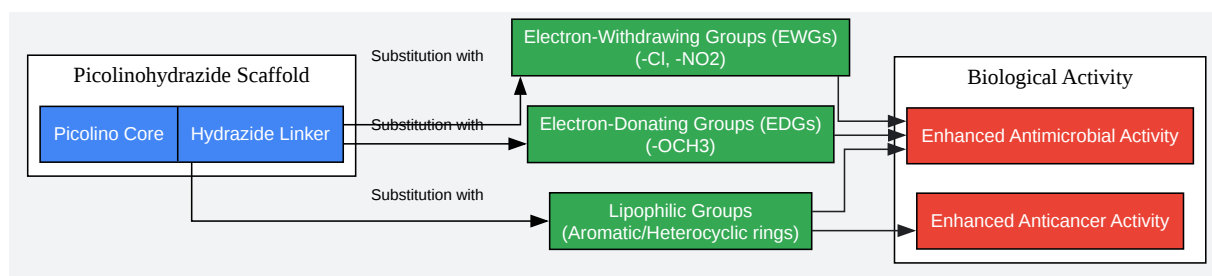 Picolinohydrazide Scaffold
Picolino Core
Hydrazide Linker
Substitution with
Substitution with
Substitution with
Electron-Withdrawing Groups (EWGs)
(-Cl, -NO2)
Electron-Donating Groups (EDGs)
(-OCH3)
Lipophilic Groups
(Aromatic/Heterocyclic rings)
Biological Activity
Enhanced Antimicrobial Activity
Enhanced Anticancer Activity